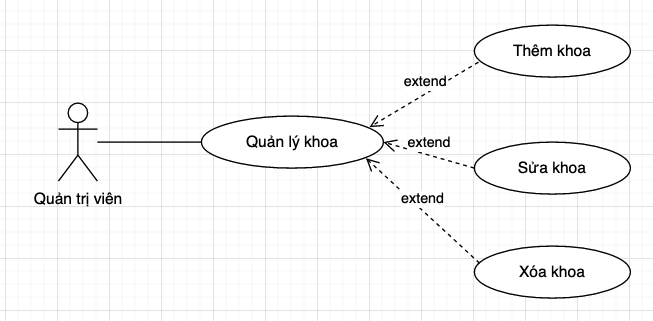 Thêm khoa
extend
Quản lý khoa
extend
Sửa khoa
Quản trị viên
extend
Xóa khoa